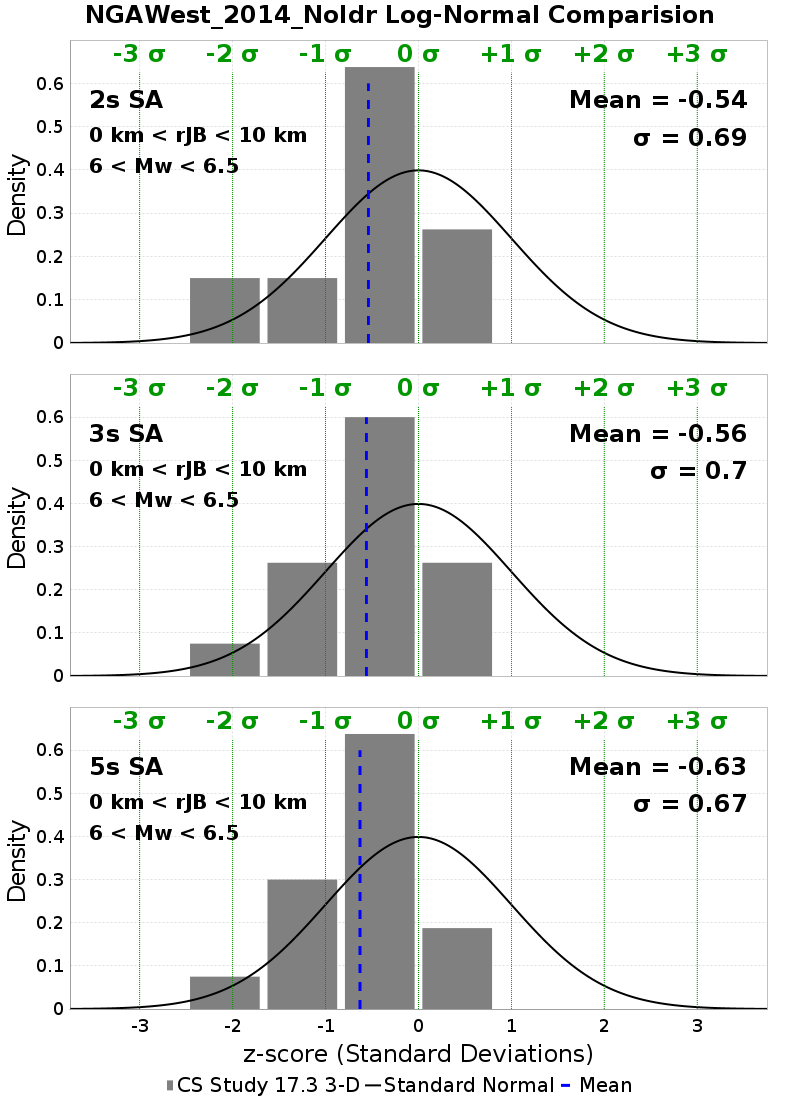 NGAWest_2014_NoIdr Log-Normal Comparision
-3 σ -2 σ -1 σ 0 σ +1 σ +2 σ +3 σ
2s SA
0 km < rJB < 10 km
6 < Mw < 6.5
Mean = -0.54
σ = 0.69
0.6
0.5
0.4
0.3
0.2
0.1
0
Density
-3 σ -2 σ -1 σ 0 σ +1 σ +2 σ +3 σ
3s SA
0 km < rJB < 10 km
6 < Mw < 6.5
Mean = -0.56
σ = 0.7
0.6
0.5
0.4
0.3
0.2
0.1
0
Density
-3 σ -2 σ -1 σ 0 σ +1 σ +2 σ +3 σ
5s SA
0 km < rJB < 10 km
6 < Mw < 6.5
Mean = -0.63
σ = 0.67
0.6
0.5
0.4
0.3
0.2
0.1
0
Density
-3 -2 -1 0 1 2 3
z-score (Standard Deviations)
CS Study 17.3 3-D Standard Normal Mean